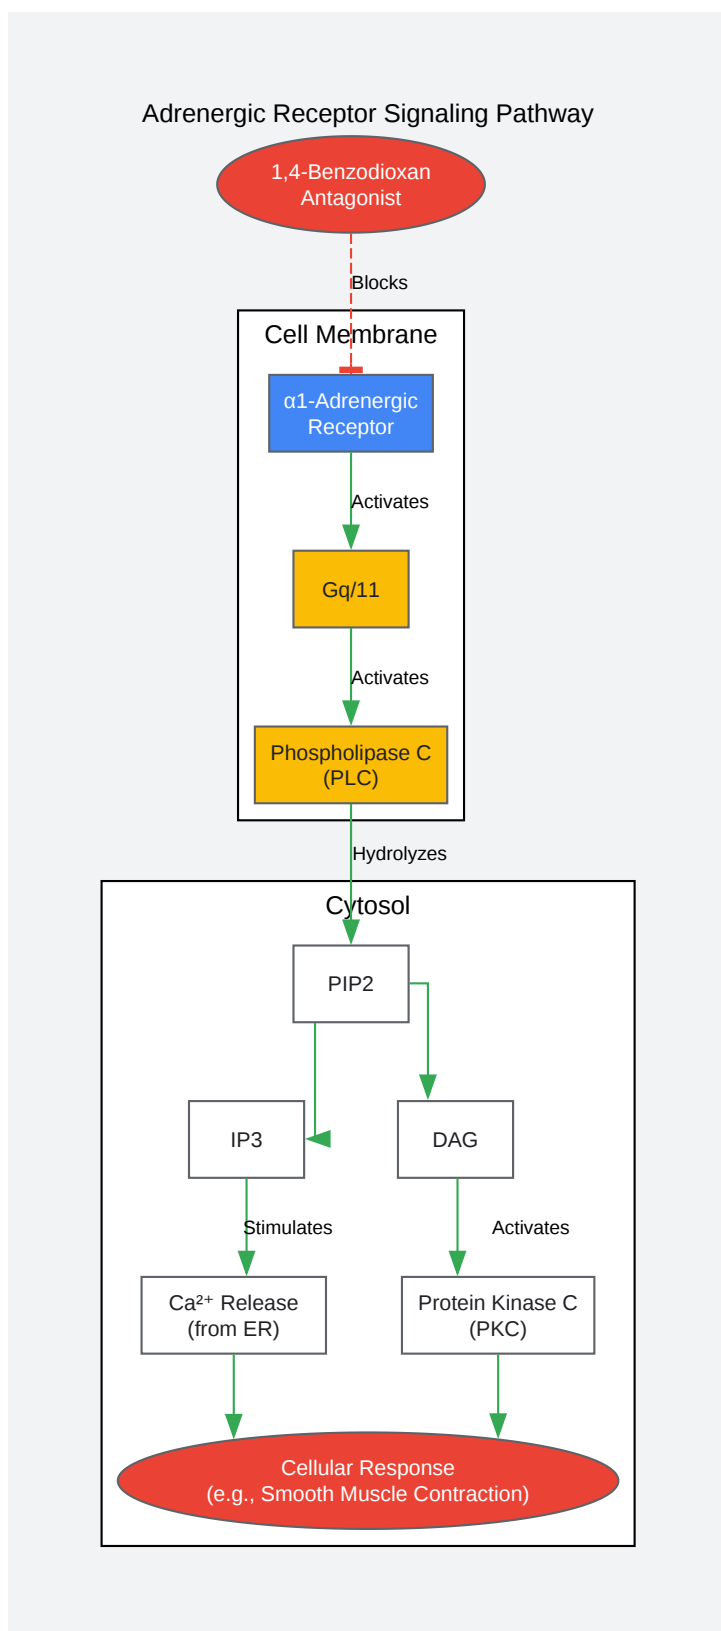 Adrenergic Receptor Signaling Pathway
1,4-Benzodioxan
Antagonist
Blocks
Cell Membrane
α1-Adrenergic
Receptor
Activates
Gq/11
Activates
Phospholipase C
(PLC)
Hydrolyzes
Cytosol
PIP2
IP3
DAG
Stimulates
Activates
Ca²⁺ Release
(from ER)
Protein Kinase C
(PKC)
Cellular Response
(e.g., Smooth Muscle Contraction)